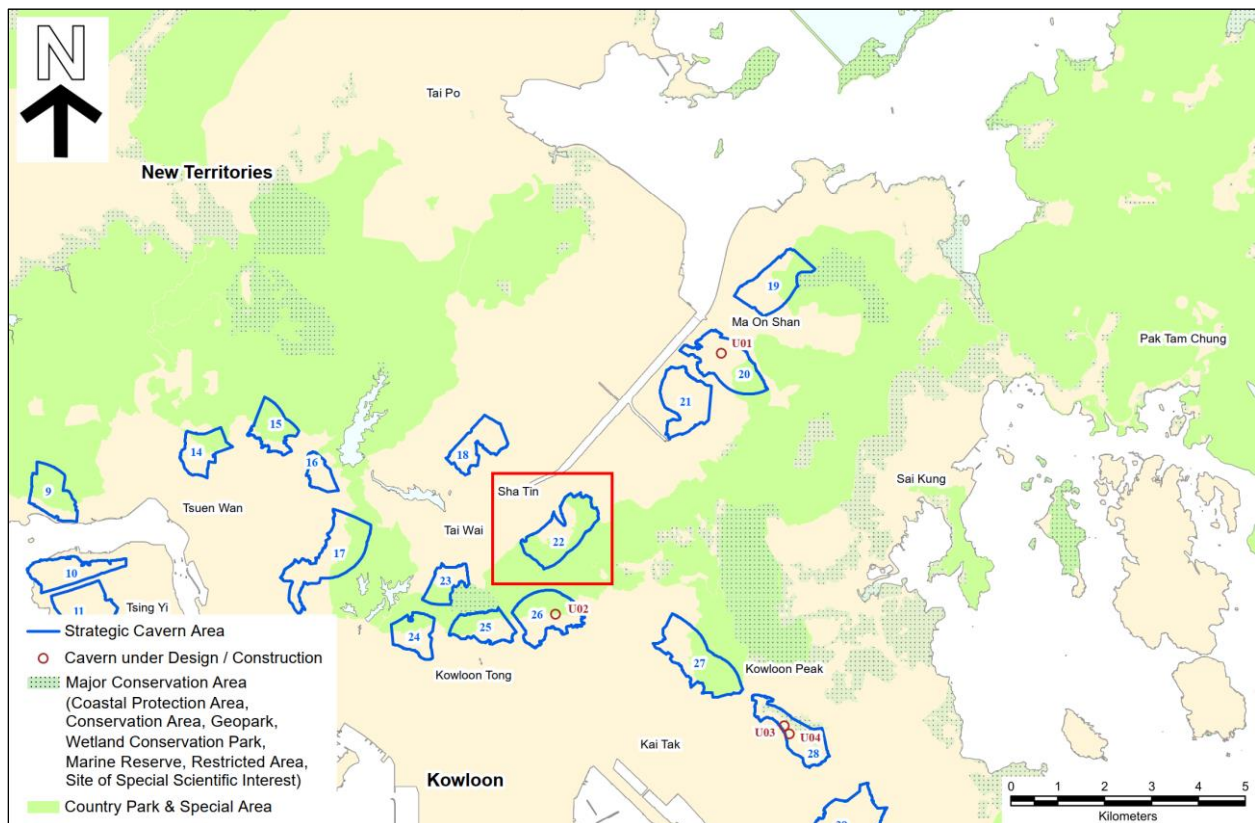 N
Tai Po
New Territories
19
Ma On Shan
U01
Pak Tam Chung
20
21
15
14
18
16
9
Sai Kung
Sha Tin
Tsuen Wan
Tai Wai
17
22
10
23
Tsing Yi
11
26
U02
24
25
Strategic Cavern Area
Cavern under Design / Construction
27
Kowloon Peak
Kowloon Tong
Major Conservation Area
(Coastal Protection Area,
Conservation Area, Geopark,
Wetland Conservation Park,
Marine Reserve, Restricted Area,
Site of Special Scientific Interest)
U03
U04
Kai Tak
28
Kowloon
Country Park & Special Area
0 1 2 3 4 5
Kilometers